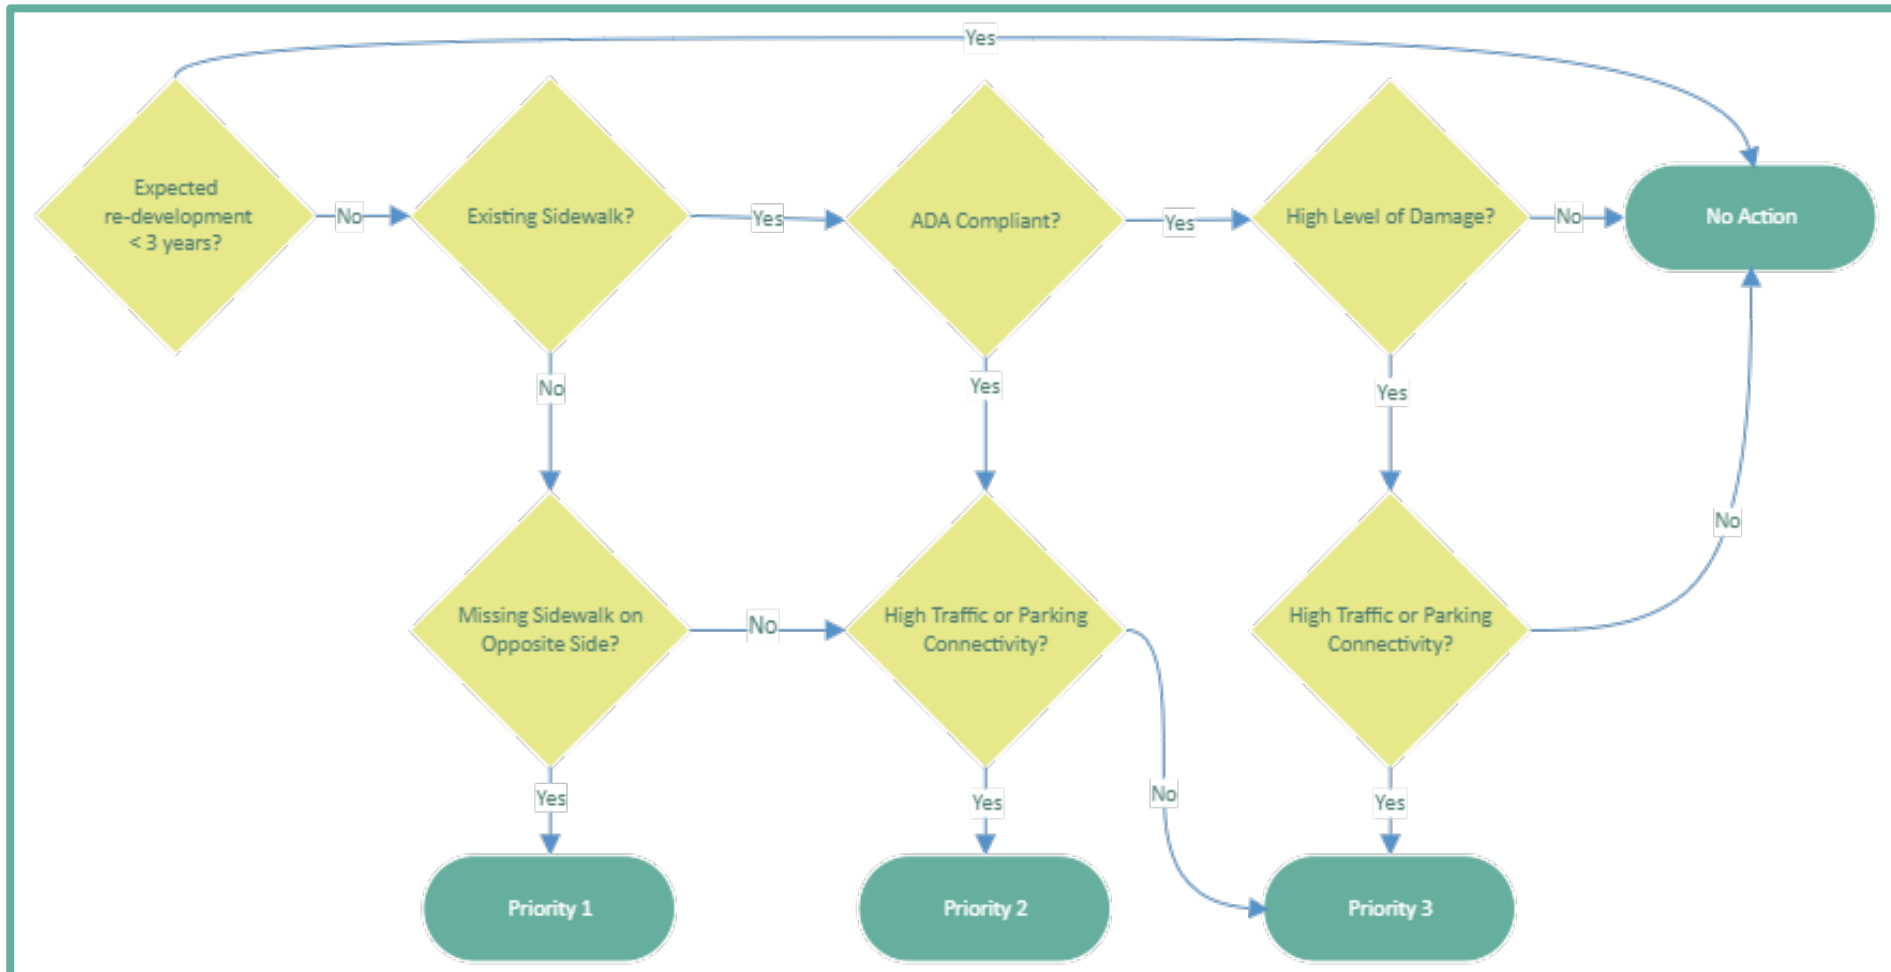 Yes
Expected
re-development
< 3 years?
No
Existing Sidewalk?
Yes
ADA Compliant?
Yes
High Level of Damage?
No
No Action
No
Yes
Yes
No
Missing Sidewalk on
Opposite Side?
No
High Traffic or Parking
Connectivity?
High Traffic or Parking
Connectivity?
Yes
Yes
No
Yes
Priority 1
Priority 2
Priority 3